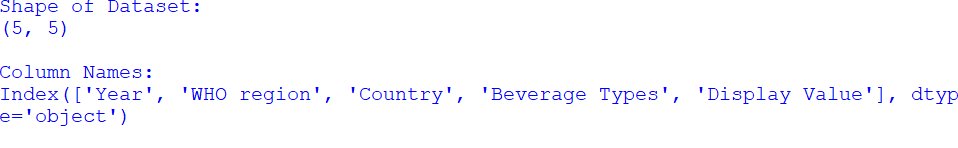 Shape of Dataset:
(5, 5)
Column Names:
Index(['Year', 'WHO region', 'Country', 'Beverage Types', 'Display Value'], dtyp
e='object')